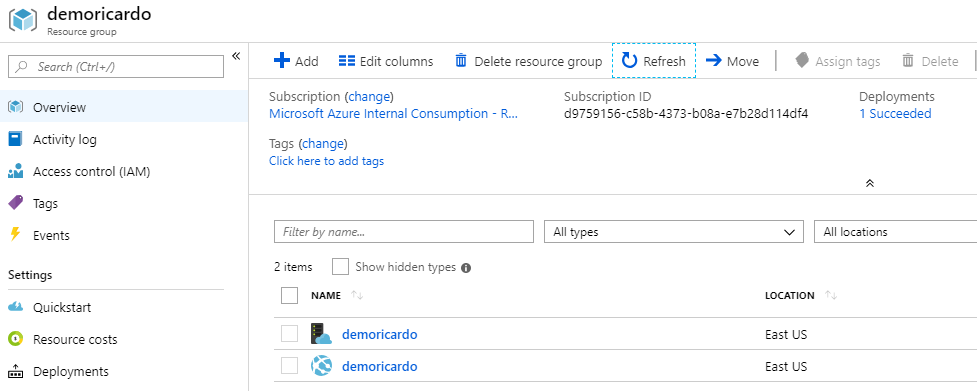 demoricardo
Resource group
Search (Ctrl+/)
Overview
Activity log
Access control (IAM)
Tags
Events
Settings
Quickstart
Resource costs
Deployments
Add Edit columns Delete resource group Refresh Move Assign tags Delete
Subscription (change) Subscription ID Deployments
Microsoft Azure Internal Consumption - R... d9759156-c58b-4373-b08a-e7b28d114df4 1 Succeeded
Tags (change)
Click here to add tags
Filter by name... All types All locations
2 items Show hidden types
NAME LOCATION
demoricardo East US
demoricardo East US